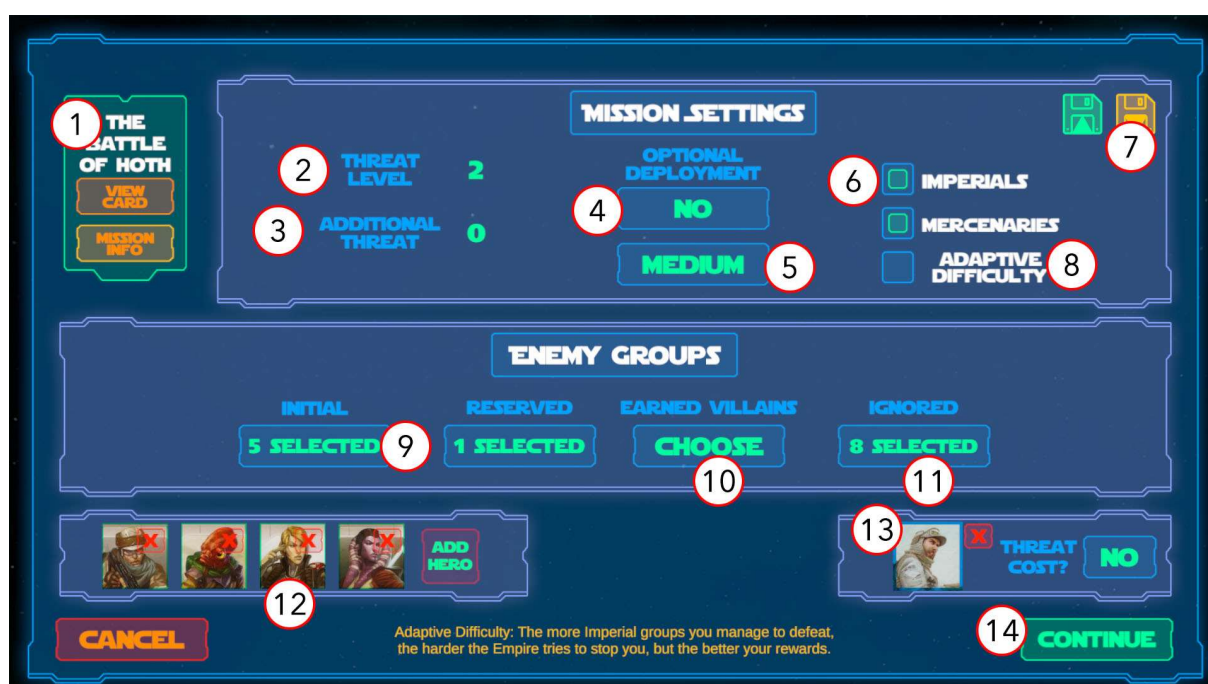 MISSION SETTINGS
1
THE
BATTLE
OF HOTH
VIEW
CARD
MISSION
INFO
2
THREAT
LEVEL
2
3
ADDITIONAL
THREAT
0
OPTIONAL
DEPLOYMENT
4
NO
MEDIUM
5
7
6
IMPERIALS
MERCENARIES
ADAPTIVE
DIFFICULTY
8
ENEMY GROUPS
INITIAL
5 SELECTED
9
RESERVED
1 SELECTED
EARNED VILLAINS
CHOOSE
10
IGNORED
8 SELECTED
11
X
X
X
X
12
ADD
HERO
13
X
THREAT
COST?
NO
CANCEL
Adaptive Difficulty: The more Imperial groups you manage to defeat,
the harder the Empire tries to stop you, but the better your rewards.
14
CONTINUE